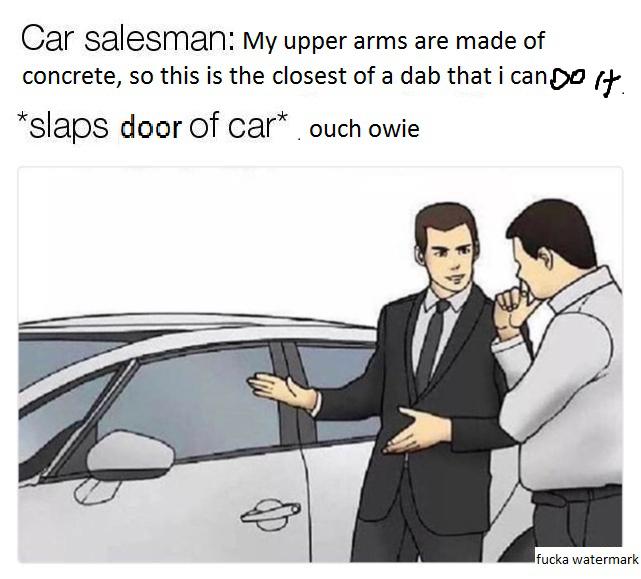 Car salesman: My upper arms are made of
concrete, so this is the closest of a dab that i can DO IT.
*slaps door of car* . ouch owie
fucka watermark